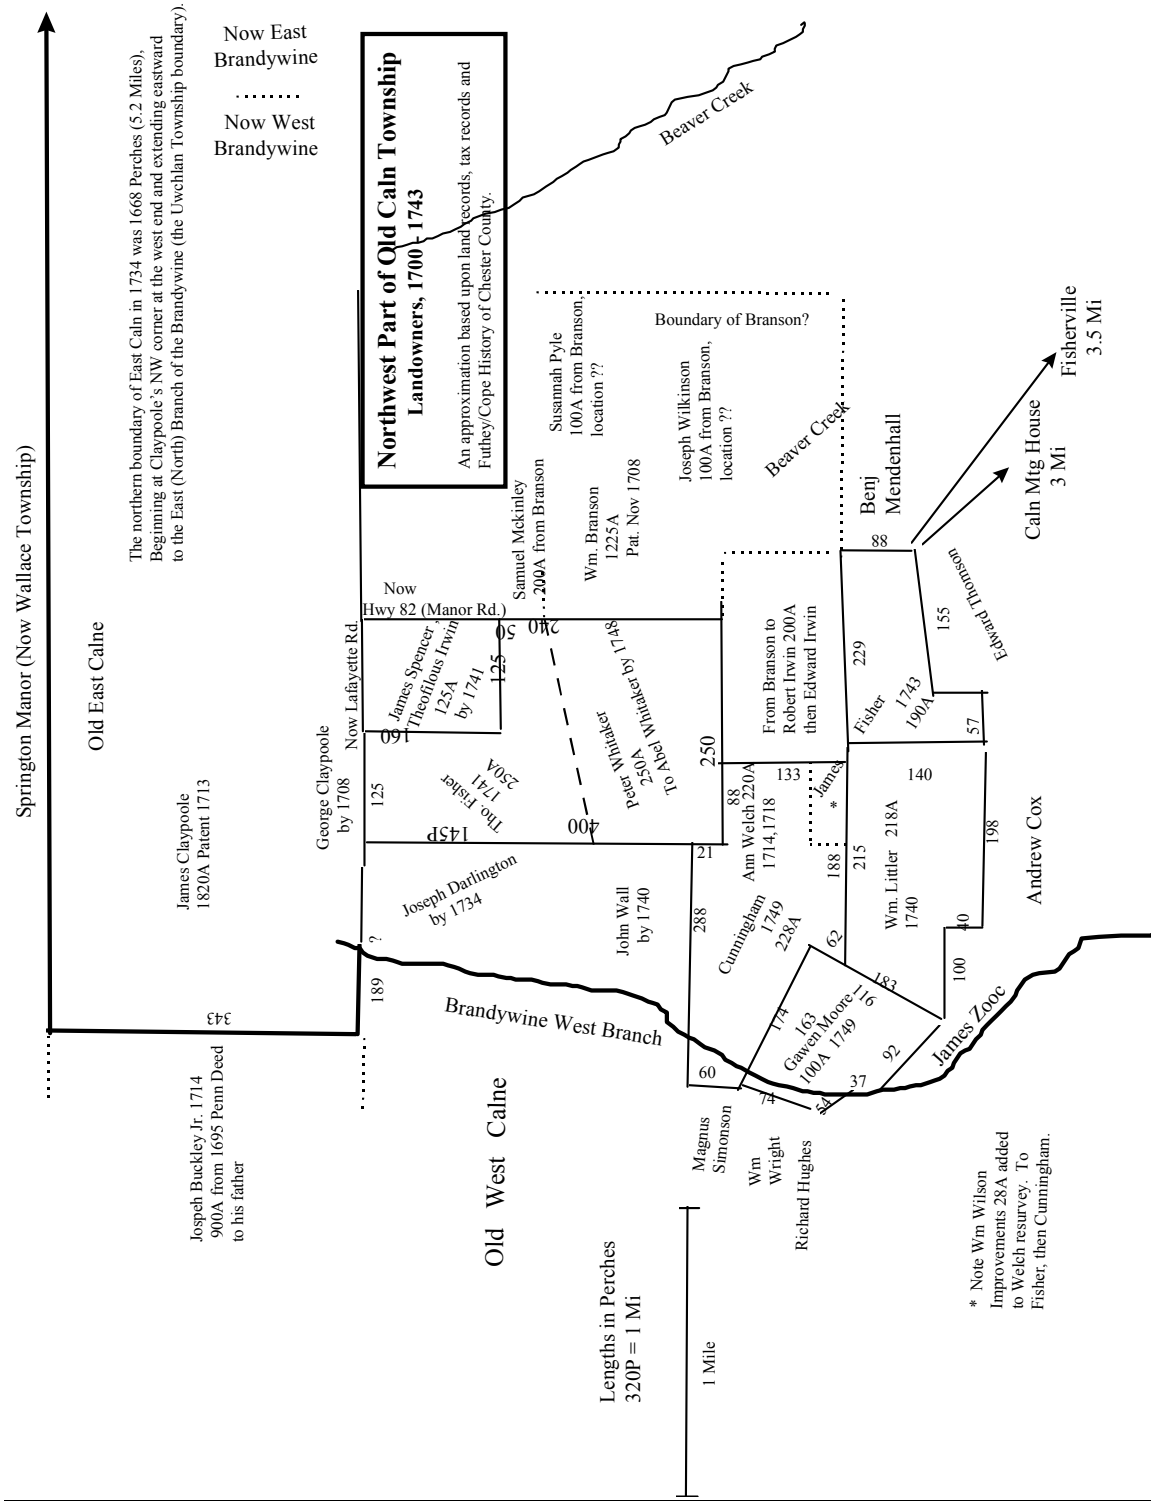 Springton Manor (Now Wallace Township)
The northern boundary of East Caln in 1734 was 1668 Perches (5.2 Miles),
Beginning at Claypoole's NW corner at the west end and extending eastward
to the East (North) Branch of the Brandywine (the Uwchlan Township boundary).
Now East
Brandywine
Now West
Brandywine
Old East Calne
James Claypoole
1820A Patent 1713
343
Jospeh Buckley Jr. 1714
900A from 1695 Penn Deed
to his father
Northwest Part of Old Caln Township
Landowners, 1700 - 1743
An approximation based upon land records, tax records and
Futhey/Cope History of Chester County.
Beaver Creek
George Claypoole
by 1708
Now Lafayette Rd.
Now
Hwy 82 (Manor Rd.)
189
?
125
160
50
125
240
145P
400
James Spencer,
Theofilous Irwin
125A
by 1741
Tho. Fisher
1741
250A
Joseph Darlington
by 1734
John Wall
by 1740
Peter Whitaker
250A
To Abel Whitaker by 1748
250
Samuel Mckinley
200A from Branson
Wm. Branson
1225A
Pat. Nov 1708
Susannah Pyle
100A from Branson,
location ??
Boundary of Branson?
Joseph Wilkinson
100A from Branson,
location ??
Beaver Creek
Benj
Mendenhall
88
Fisherville
3.5 Mi
Caln Mtg House
3 Mi
From Branson to
Robert Irwin 200A
then Edward Irwin
229
155
Edward Thomson
Fisher
1743
190A
57
133
140
James
*
88
Ann Welch 220A
1714,1718
21
188
215
Wm. Littler 218A
1740
198
Andrew Cox
40
100
288
Cunningham
1749
228A
62
183
174
163
116
Gawen Moore
100A 1749
92
James Zooc
37
54
74
60
Brandywine West Branch
Old West Calne
Magnus
Simonson
Wm
Wright
Richard Hughes
Lengths in Perches
320P = 1 Mi
1 Mile
* Note Wm Wilson
Improvements 28A added
to Welch resurvey. To
Fisher, then Cunningham.